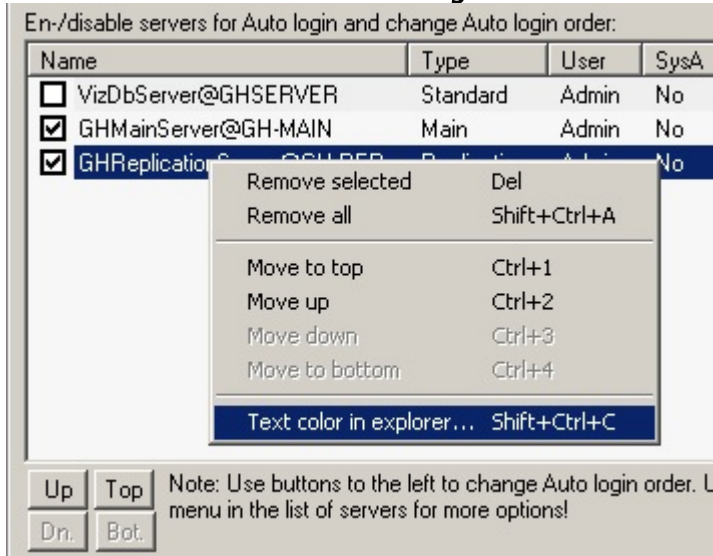 En-/disable servers for Auto login and change Auto login order:
Name Type User SysA
VizDbServer@GHSERVER Standard Admin No
GHMainServer@GH-MAIN Main Admin No
No
Remove selected Del
Remove all Shift+Ctrl+A
Move to top Ctrl+1
Move up Ctrl+2
Move down Ctrl+3
Move to bottom Ctrl+4
Text color in explorer... Shift+Ctrl+C
Up Top Note: Use buttons to the left to change Auto login order.
Dn. Bot. menu in the list of servers for more options!